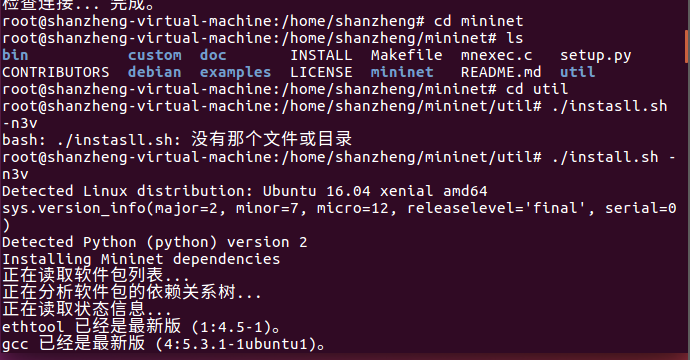 检查连接... 完成。
root@shanzheng-virtual-machine:/home/shanzheng# cd mininet
root@shanzheng-virtual-machine:/home/shanzheng/mininet# ls
bin custom doc INSTALL Makefile mnexec.c setup.py
CONTRIBUTORS debian examples LICENSE mininet README.md util
root@shanzheng-virtual-machine:/home/shanzheng/mininet# cd util
root@shanzheng-virtual-machine:/home/shanzheng/mininet/util# ./instasll.sh
-n3v
bash: ./instasll.sh: 没有那个文件或目录
root@shanzheng-virtual-machine:/home/shanzheng/mininet/util# ./install.sh -
n3v
Detected Linux distribution: Ubuntu 16.04 xenial amd64
sys.version_info(major=2, minor=7, micro=12, releaselevel='final', serial=0
)
Detected Python (python) version 2
Installing Mininet dependencies
正在读取软件包列表...
正在分析软件包的依赖关系树...
正在读取状态信息...
ethtool 已经是最新版 (1:4.5-1)。
gcc 已经是最新版 (4:5.3.1-1ubuntu1)。